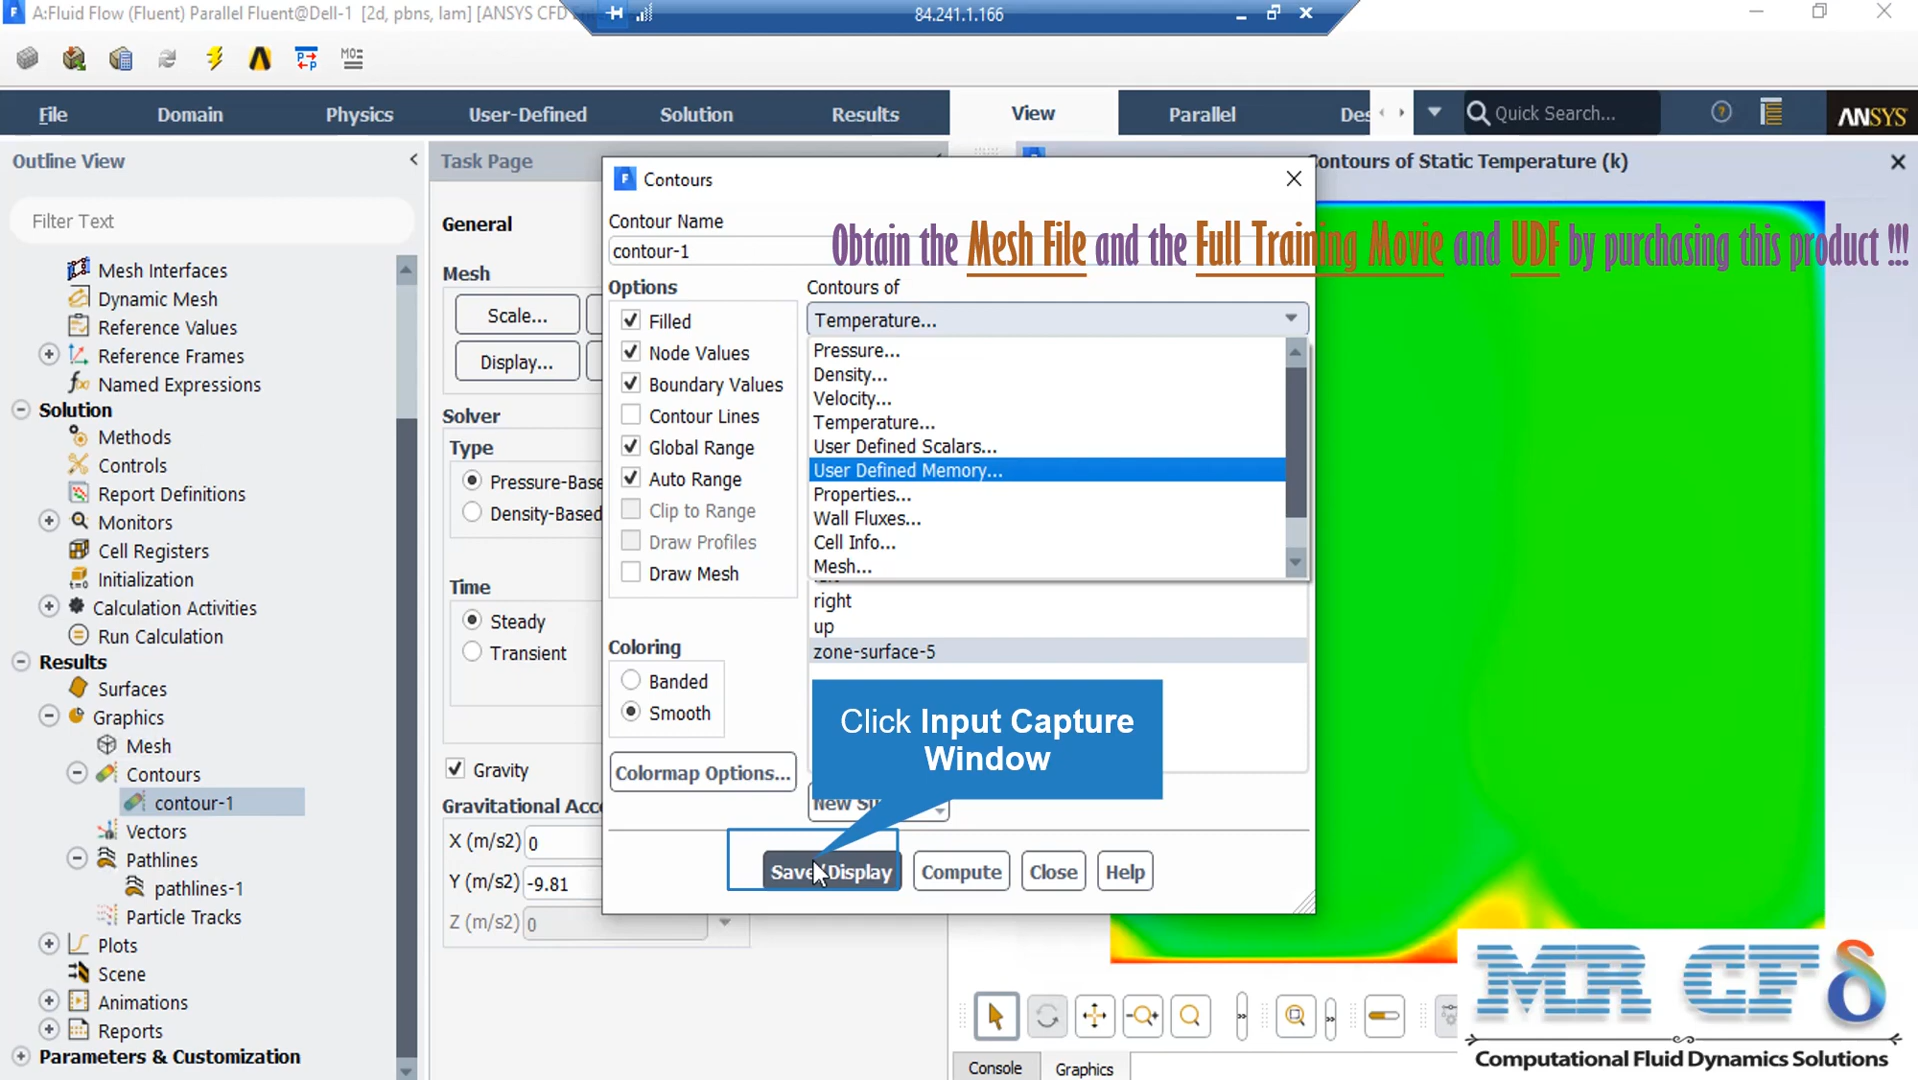 A:Fluid Flow (Fluent) Parallel Fluent@Dell-1 [2d, pbns, lam] [ANSYS CFD
84.241.1.166
File
Domain
Physics
User-Defined
Solution
Results
View
Parallel
Des
Quick Search...
ANSYS
Outline View
Filter Text
Mesh Interfaces
Dynamic Mesh
Reference Values
Reference Frames
Named Expressions
Solution
Methods
Controls
Report Definitions
Monitors
Cell Registers
Initialization
Calculation Activities
Run Calculation
Results
Surfaces
Graphics
Mesh
Contours
contour-1
Vectors
Pathlines
pathlines-1
Particle Tracks
Plots
Scene
Animations
Reports
Parameters & Customization
Task Page
General
Mesh
Scale...
Display...
Solver
Type
Pressure-Base
Density-Based
Time
Steady
Transient
Gravity
Gravitational Acce
X (m/s2) 0
Y (m/s2) -9.81
Z (m/s2) 0
Contours
Contour Name
contour-1
Options
Filled
Node Values
Boundary Values
Contour Lines
Global Range
Auto Range
Clip to Range
Draw Profiles
Draw Mesh
Coloring
Banded
Smooth
Colormap Options...
Contours of
Temperature...
Pressure...
Density...
Velocity...
Temperature...
User Defined Scalars...
User Defined Memory...
Properties...
Wall Fluxes...
Cell Info...
Mesh...
right
up
zone-surface-5
Click Input Capture
Window
New Su
Save/Display
Compute
Close
Help
ontours of Static Temperature (k)
Obtain the Mesh File and the Full Training Movie and UDF by purchasing this product !!!
Console
Graphics
MR CFδ
Computational Fluid Dynamics Solutions